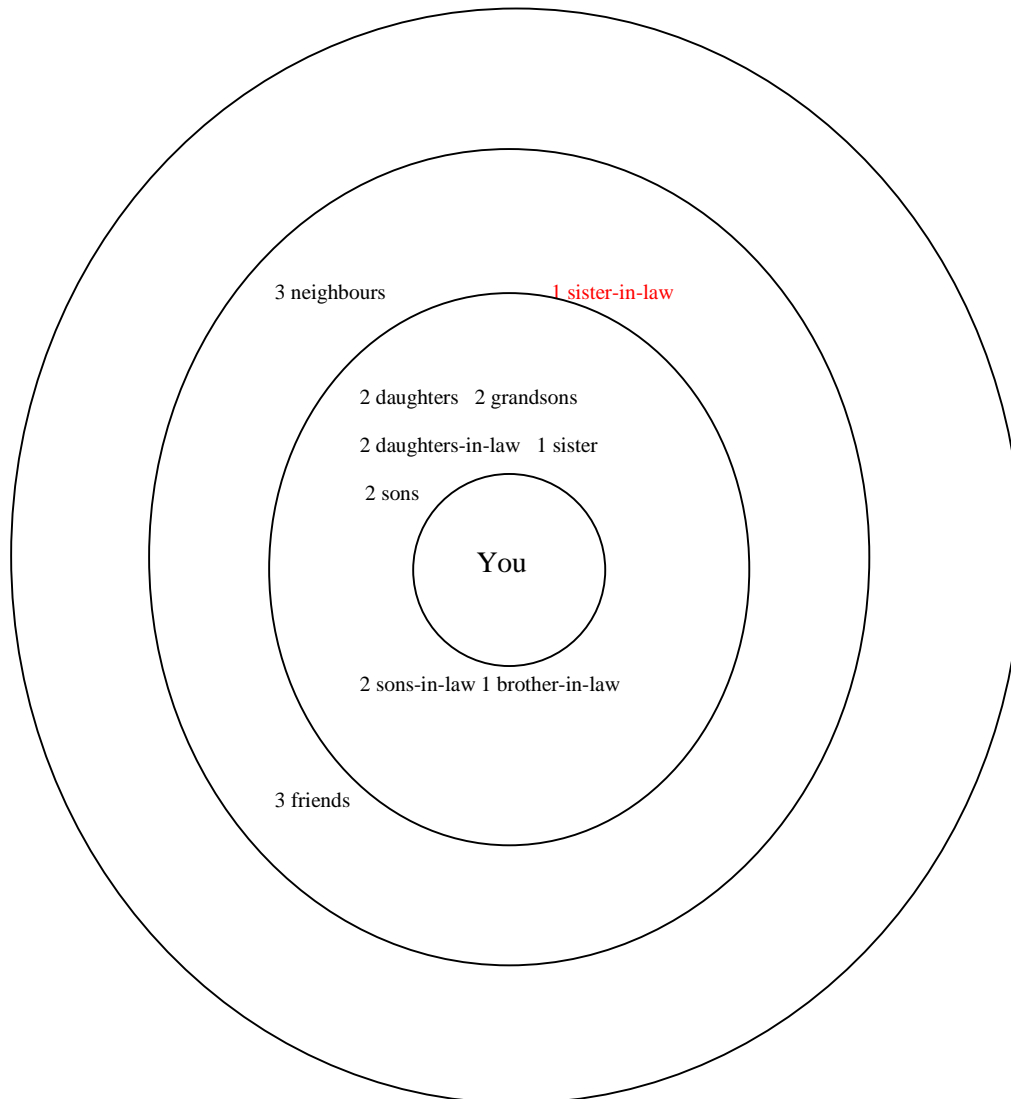 3 neighbours 1 sister-in-law
2 daughters 2 grandsons
2 daughters-in-law 1 sister
2 sons
You
2 sons-in-law 1 brother-in-law
3 friends